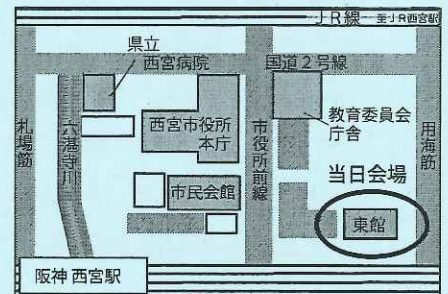 JR線
至JR西宮駅
県立
西宮病院
国道2号線
札場筋
六湛寺川
西宮市役所
本庁
市役所前線
教育委員会
庁舎
用海筋
当日会場
市民会館
東館
阪神 西宮駅